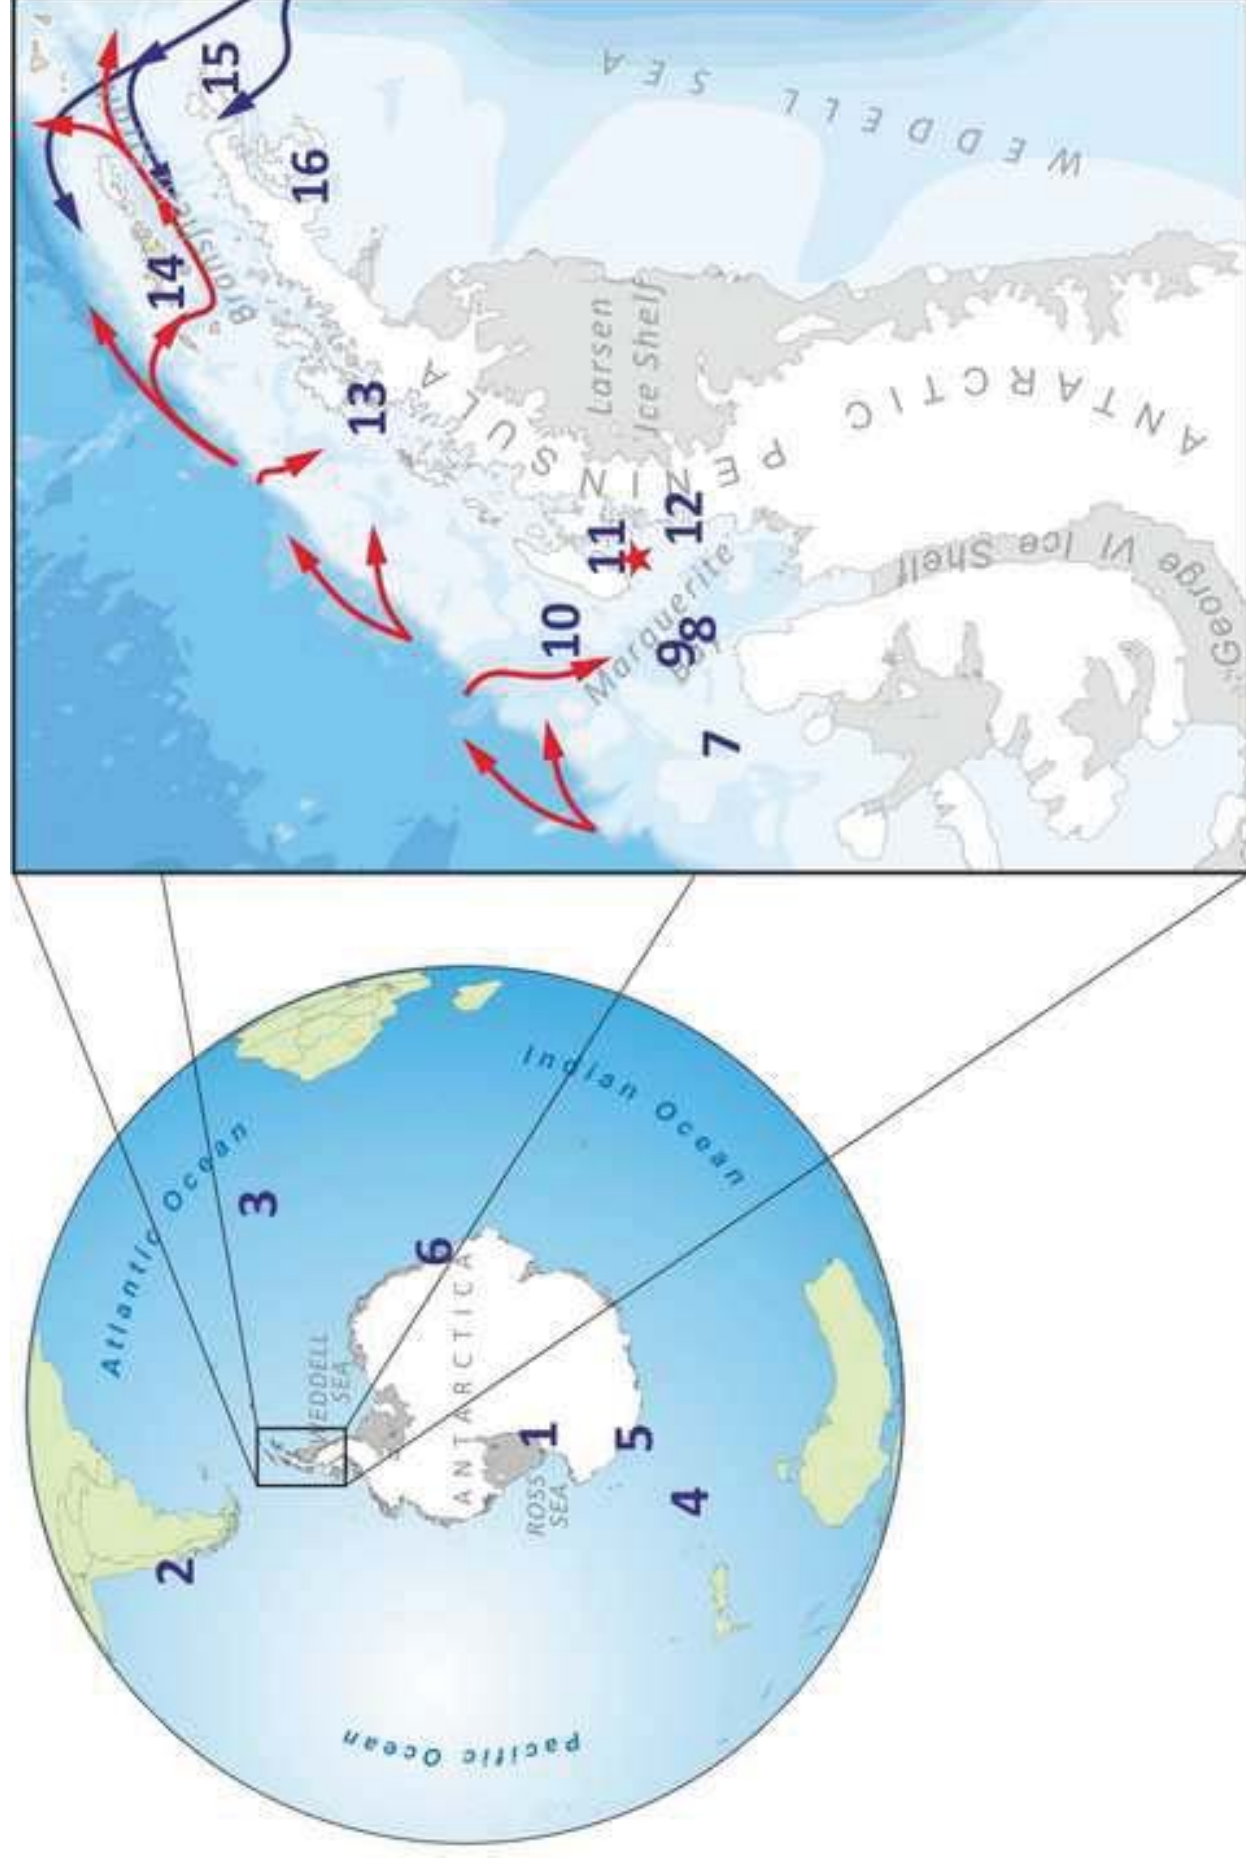 Atlantic Ocean
Indian Ocean
Pacific Ocean
WEDDELL
SEA
ANTARCTICA
ROSS
SEA
1
2
3
4
5
6
WEDDELL SEA
Bransfield
ANTARCTIC PENINSULA
Larsen
Ice Shelf
Marguerite
Bay
George VI Ice Shelf
7
8
9
10
11
12
13
14
15
16